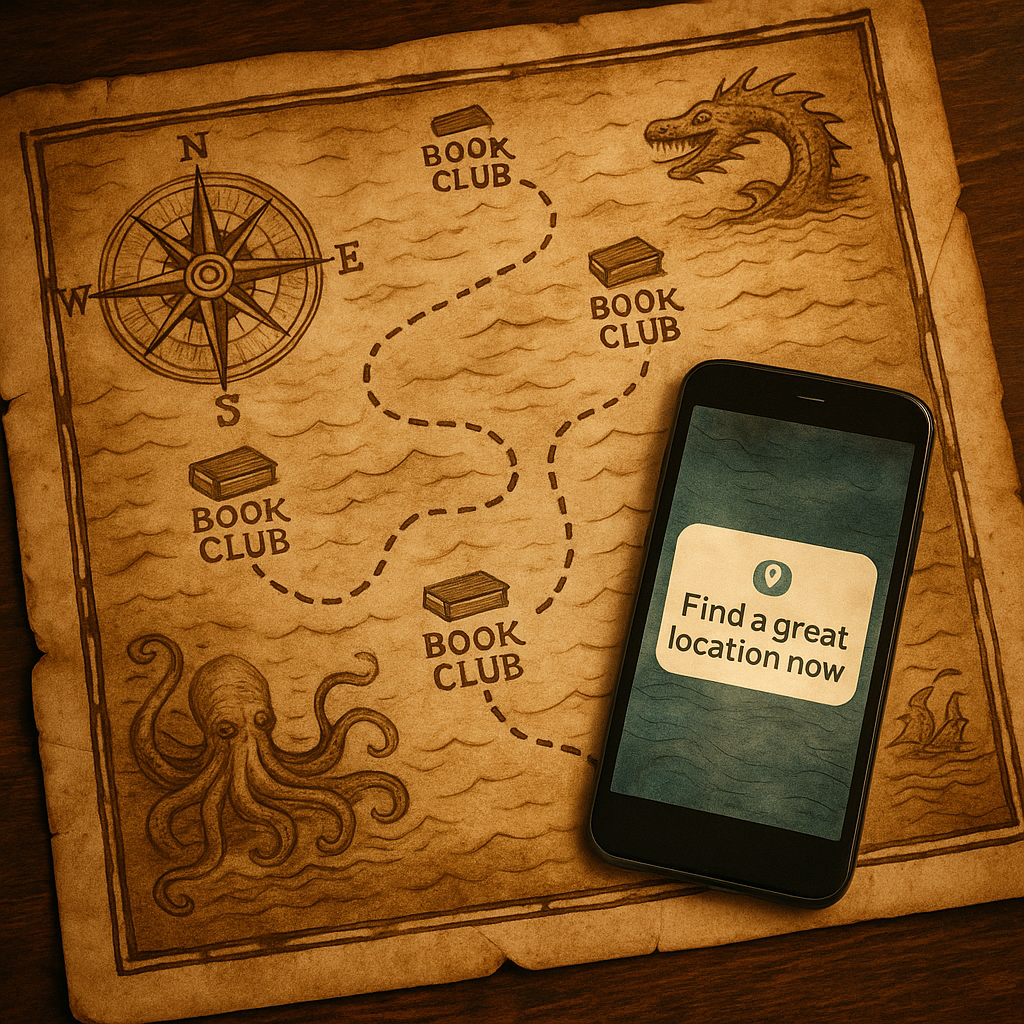 N
BOOK
CLUB
E
W
BOOK
CLUB
S
BOOK
CLUB
BOOK
CLUB
Find a great
location now